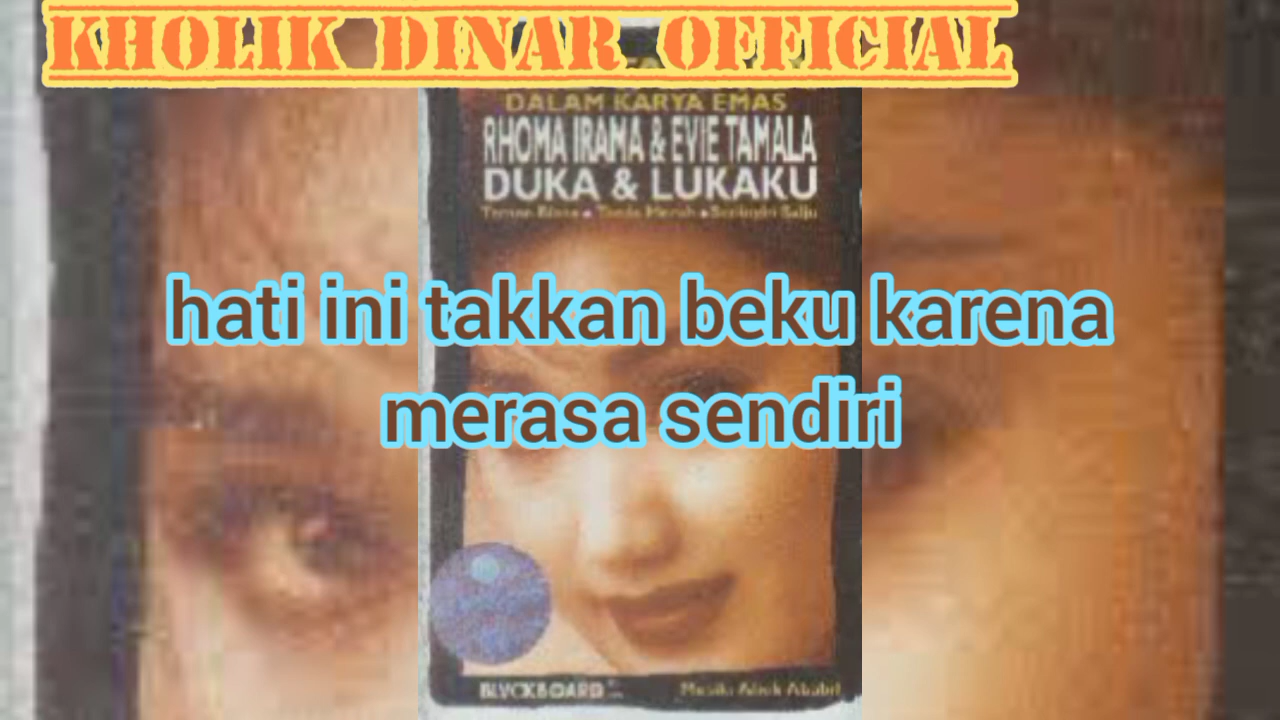 KHOLIK DINAR OFFICIAL
DALAM KARYA EMAS
RHOMA IRAMA & EVIE TAMALA
DUKA & LUKAKU
hati ini takkan beku karena
merasa sendiri
BLACKBOARD